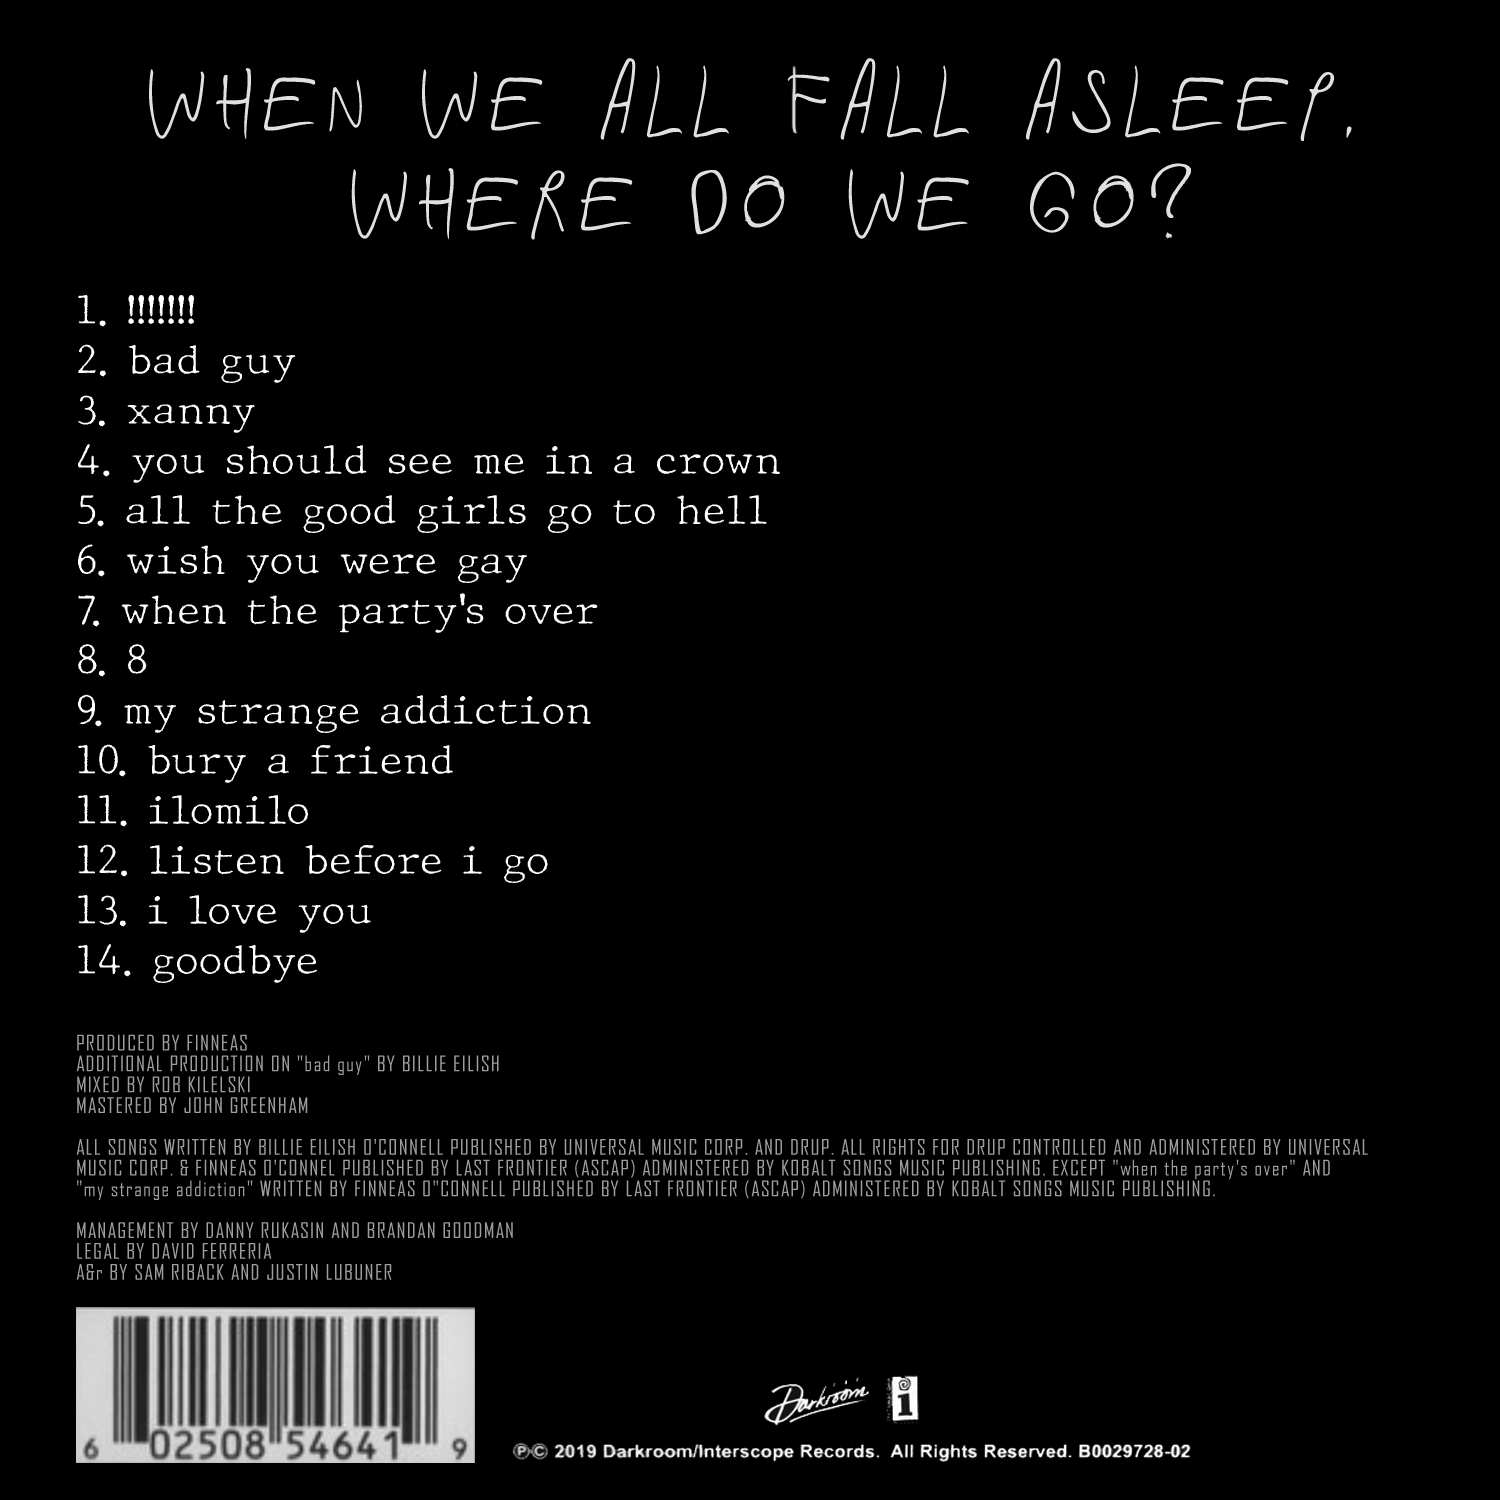 WHEN WE ALL FALL ASLEEP,
WHERE DO WE GO?
1. !!!!!!!
2. bad guy
3. xanny
4. you should see me in a crown
5. all the good girls go to hell
6. wish you were gay
7. when the party's over
8. 8
9. my strange addiction
10. bury a friend
11. ilomilo
12. listen before i go
13. i love you
14. goodbye
PRODUCED BY FINNEAS
ADDITIONAL PRODUCTION ON "bad guy" BY BILLIE EILISH
MIXED BY ROB KILELSKI
MASTERED BY JOHN GREENHAM
ALL SONGS WRITTEN BY BILLIE EILISH O'CONNELL PUBLISHED BY UNIVERSAL MUSIC CORP. AND DRUP. ALL RIGHTS FOR DRUP CONTROLLED AND ADMINISTERED BY UNIVERSAL
MUSIC CORP. & FINNEAS O'CONNEL PUBLISHED BY LAST FRONTIER (ASCAP) ADMINISTERED BY KOBALT SONGS MUSIC PUBLISHING. EXCEPT "when the party's over" AND
"my strange addiction" WRITTEN BY FINNEAS O"CONNELL PUBLISHED BY LAST FRONTIER (ASCAP) ADMINISTERED BY KOBALT SONGS MUSIC PUBLISHING.
MANAGEMENT BY DANNY RUKASIN AND BRANDAN GOODMAN
LEGAL BY DAVID FERRERIA
A&r BY SAM RIBACK AND JUSTIN LUBUNER
6 02508 54641 9
Darkroom i
℗© 2019 Darkroom/Interscope Records. All Rights Reserved. B0029728-02